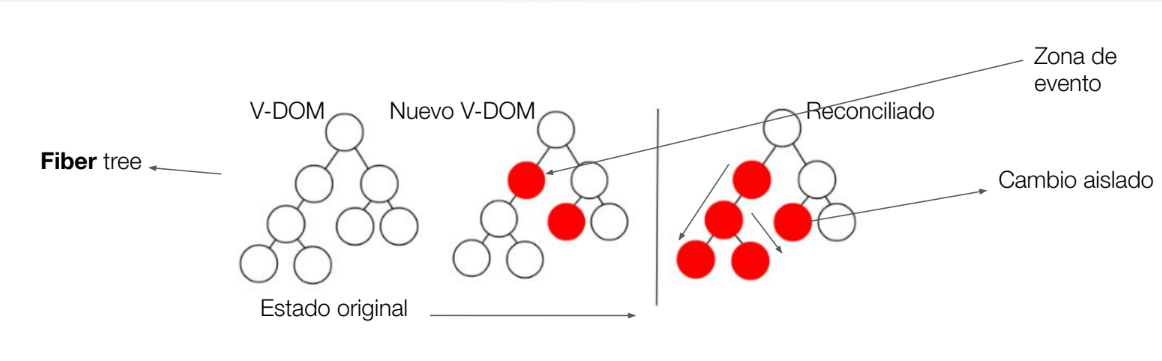 Zona de
evento
V-DOM
Nuevo V-DOM
Reconciliado
Fiber tree
Cambio aislado
Estado original